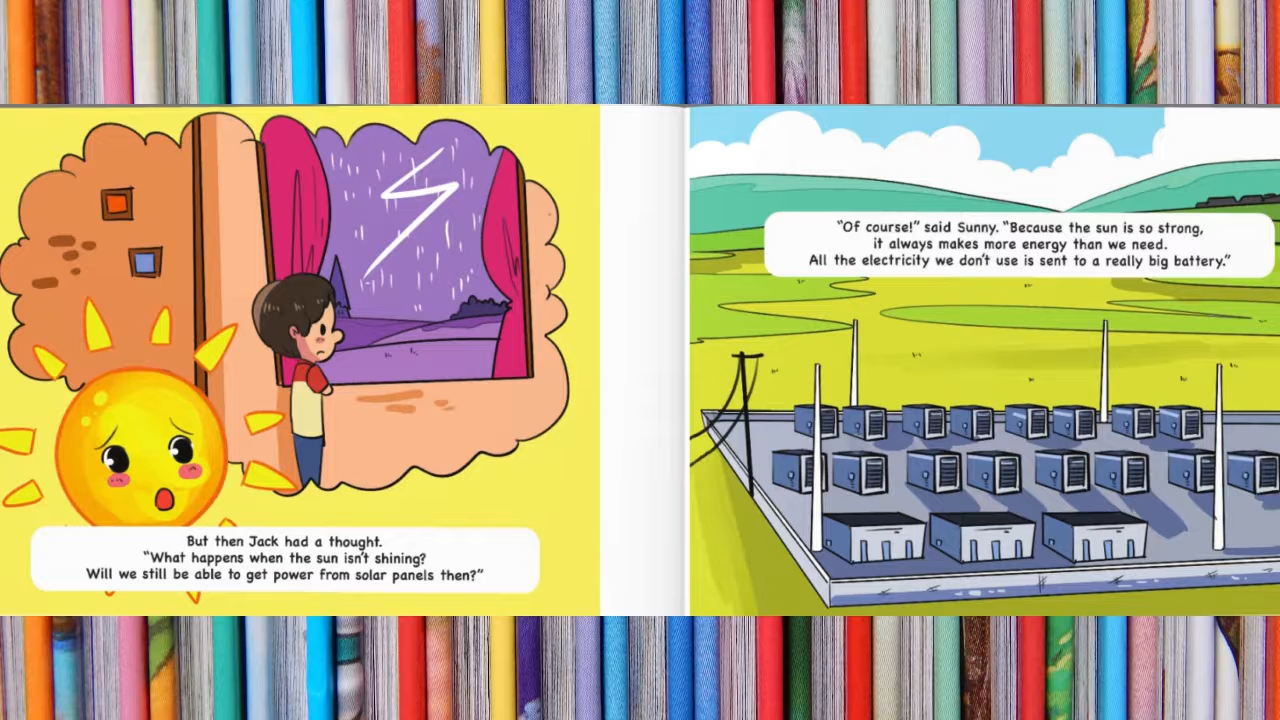 But then Jack had a thought.
“What happens when the sun isn’t shining?
Will we still be able to get power from solar panels then?”
“Of course!” said Sunny. “Because the sun is so strong,
it always makes more energy than we need.
All the electricity we don’t use is sent to a really big battery.”